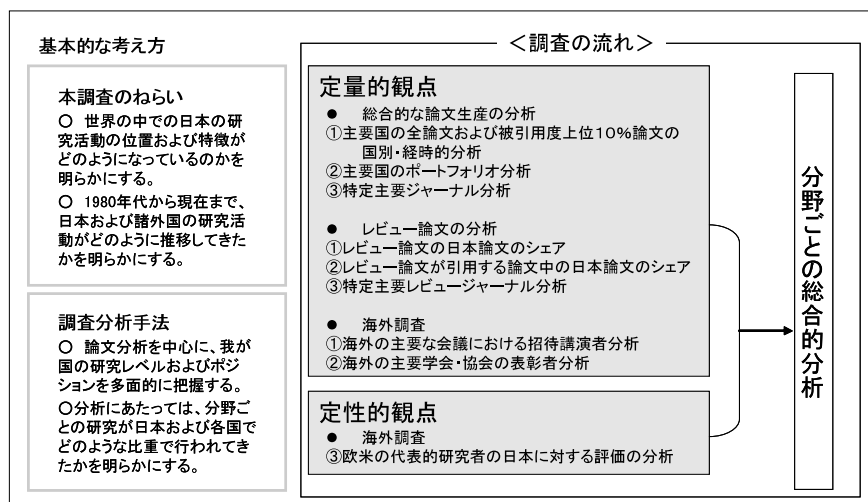 基本的な考え方
本調査のねらい
○ 世界の中での日本の研
究活動の位置および特徴が
どのようになっているのかを
明らかにする。
○ 1980年代から現在まで、
日本および諸外国の研究活
動がどのように推移してきた
かを明らかにする。
調査分析手法
○ 論文分析を中心に、我が
国の研究レベルおよびポジ
ションを多面的に把握する。
○分析にあたっては、分野ご
との研究が日本および各国で
どのような比重で行われてき
たかを明らかにする。
＜調査の流れ＞
定量的観点
● 総合的な論文生産の分析
①主要国の全論文および被引用度上位10%論文の
国別・経時的分析
②主要国のポートフォリオ分析
③特定主要ジャーナル分析
● レビュー論文の分析
①レビュー論文の日本論文のシェア
②レビュー論文が引用する論文中の日本論文のシェア
③特定主要レビュージャーナル分析
● 海外調査
①海外の主要な会議における招待講演者分析
②海外の主要学会・協会の表彰者分析
定性的観点
● 海外調査
③欧米の代表的研究者の日本に対する評価の分析
分野ごとの総合的分析